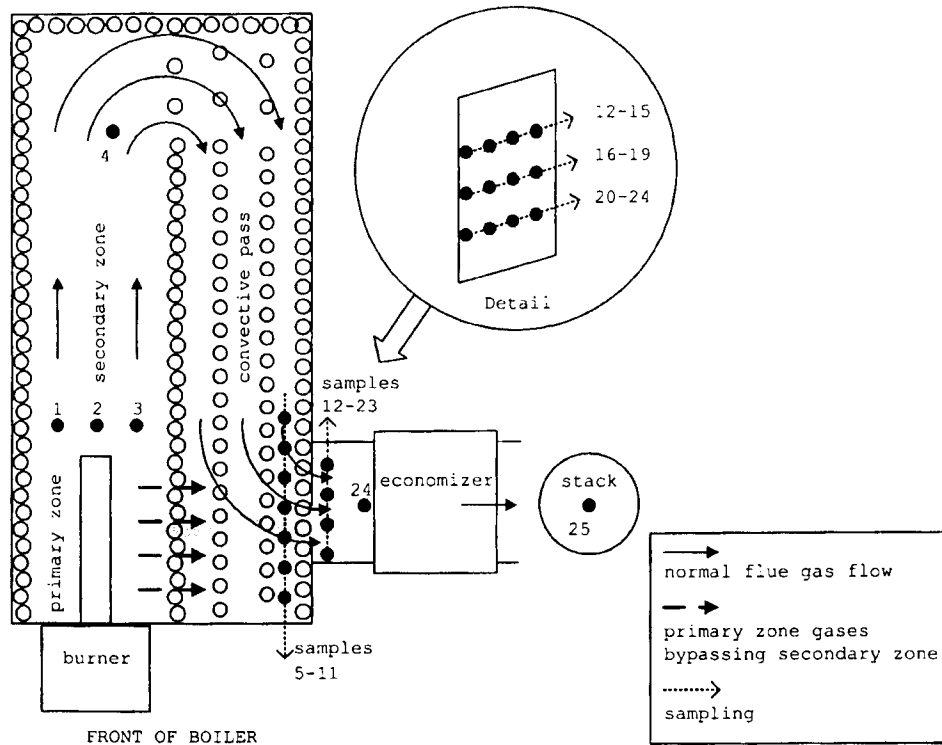 12-15
16-19
20-24
Detail
4
secondary zone
convective pass
samples
12-23
1
2
3
primary zone
24
economizer
stack
25
burner
samples
5-11
normal flue gas flow
primary zone gases
bypassing secondary zone
sampling
FRONT OF BOILER